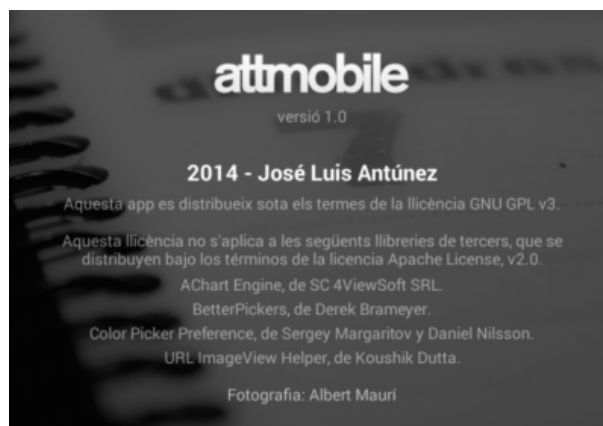 attmobile
versió 1.0
2014 - José Luis Antúnez
Aquesta app es distribueix sota els termes de la llicència GNU GPL v3.
Aquesta llicència no s'aplica a les següents llibreries de tercers, que se
distribuyen bajo los términos de la licencia Apache License, v2.0.
AChart Engine, de SC 4ViewSoft SRL.
BetterPickers, de Derek Brameyer.
Color Picker Preference, de Sergey Margaritov y Daniel Nilsson.
URL ImageView Helper, de Koushik Dutta.
Fotografia: Albert Maurí